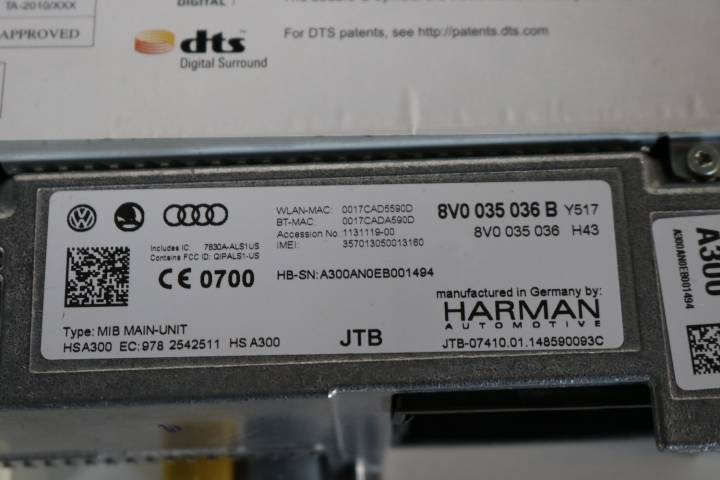 TA-2010/XXX
APPROVED
DIGITAL
dts
Digital Surround
For DTS patents, see http://patents.dts.com
WLAN-MAC: 0017CAD5590D
BT-MAC: 0017CADA590D
Accession No.: 1131119-00
IMEI: 357013050013160
8V0 035 036 B Y517
8V0 035 036 H43
Includes IC: 7830A-ALS1US
Contains FCC ID: QIPALS1-US
CE 0700
HB-SN: A300AN0EB001494
manufactured in Germany by:
HARMAN
AUTOMOTIVE
Type: MIB MAIN-UNIT
HS A300 EC: 978 2542511 HS A300
JTB
JTB-07410.01.148590093C
A300
A300AN0EB001494